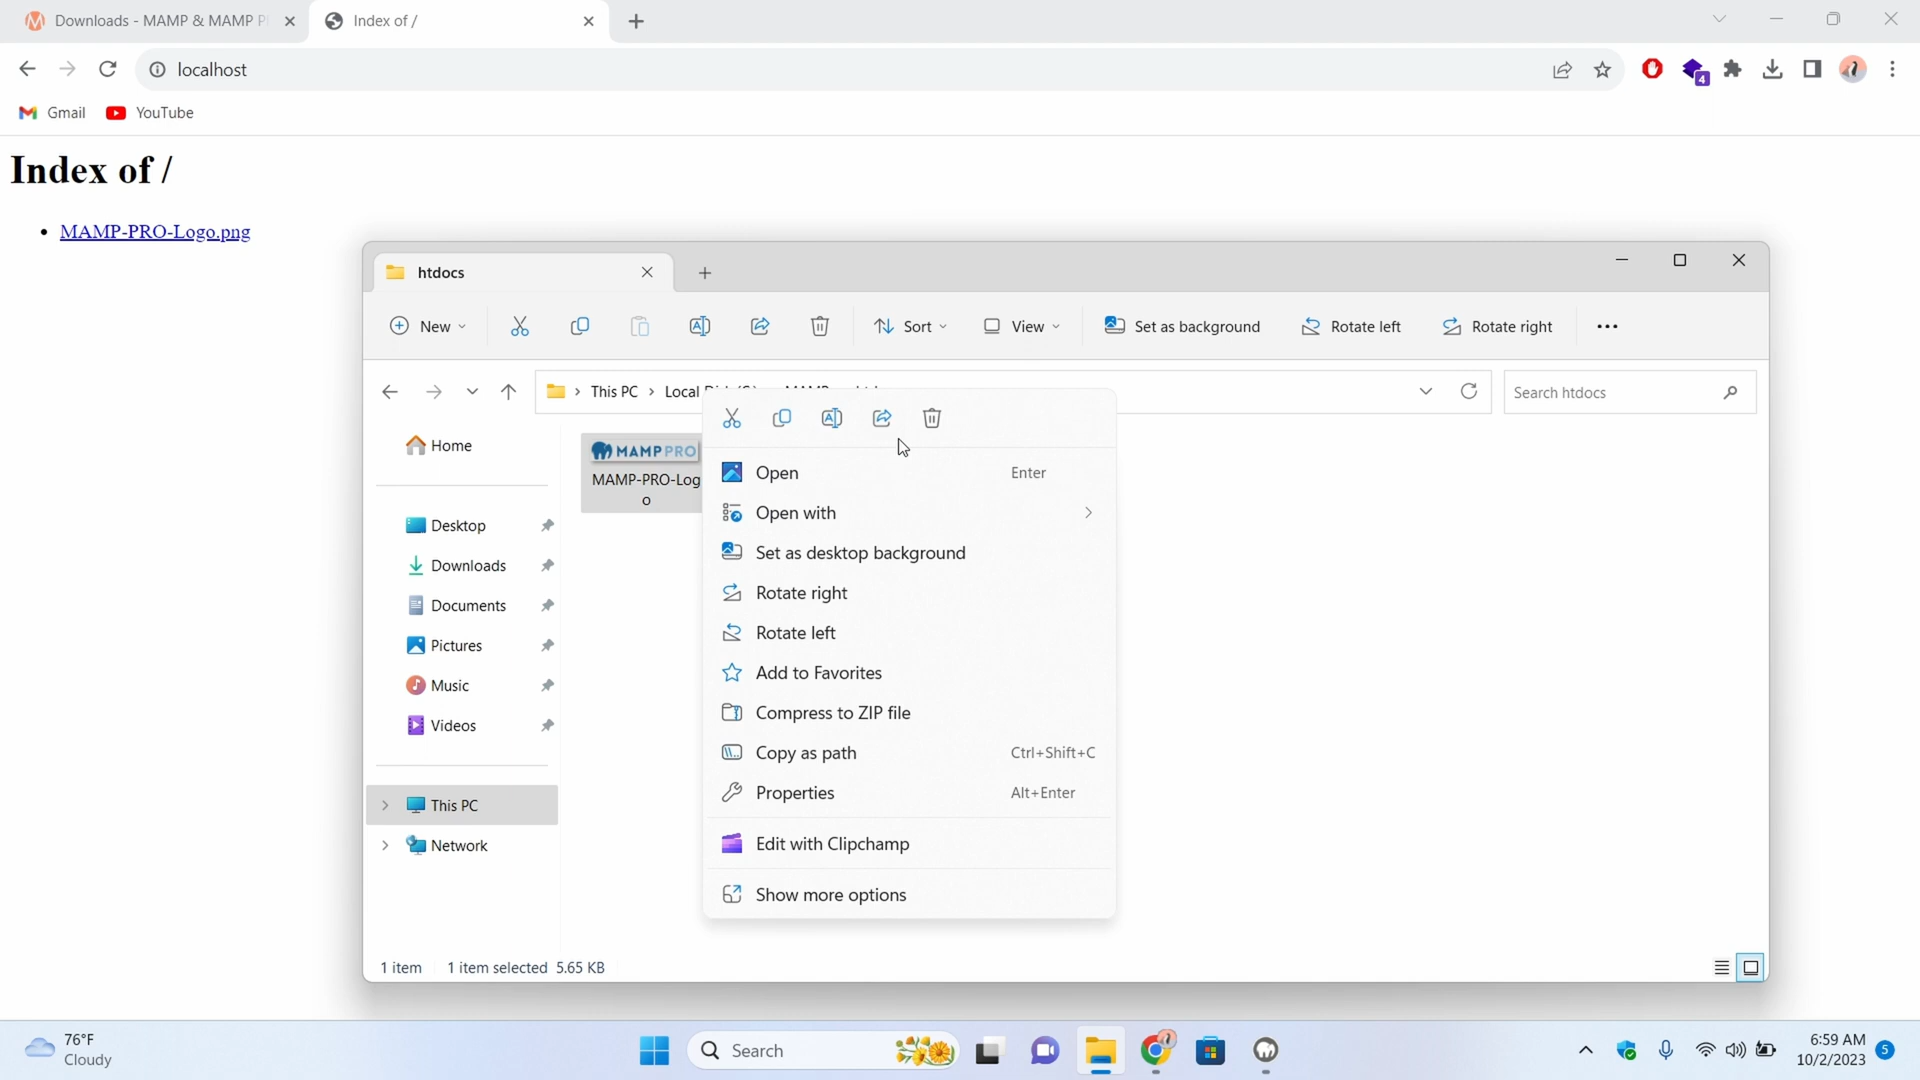 Downloads - MAMP & MAMP P
Index of /
localhost
4
Gmail
YouTube
Index of /
MAMP-PRO-Logo.png
htdocs
New
Sort
View
Set as background
Rotate left
Rotate right
This PC
Local
Search htdocs
Home
MAMP PRO
MAMP-PRO-Log
o
Open
Enter
Open with
Desktop
Set as desktop background
Downloads
Rotate right
Documents
Rotate left
Pictures
Add to Favorites
Music
Compress to ZIP file
Videos
Copy as path
Ctrl+Shift+C
Properties
Alt+Enter
This PC
Network
Edit with Clipchamp
Show more options
1 item
1 item selected 5.65 KB
76°F
Cloudy
Search
6:59 AM
10/2/2023
5